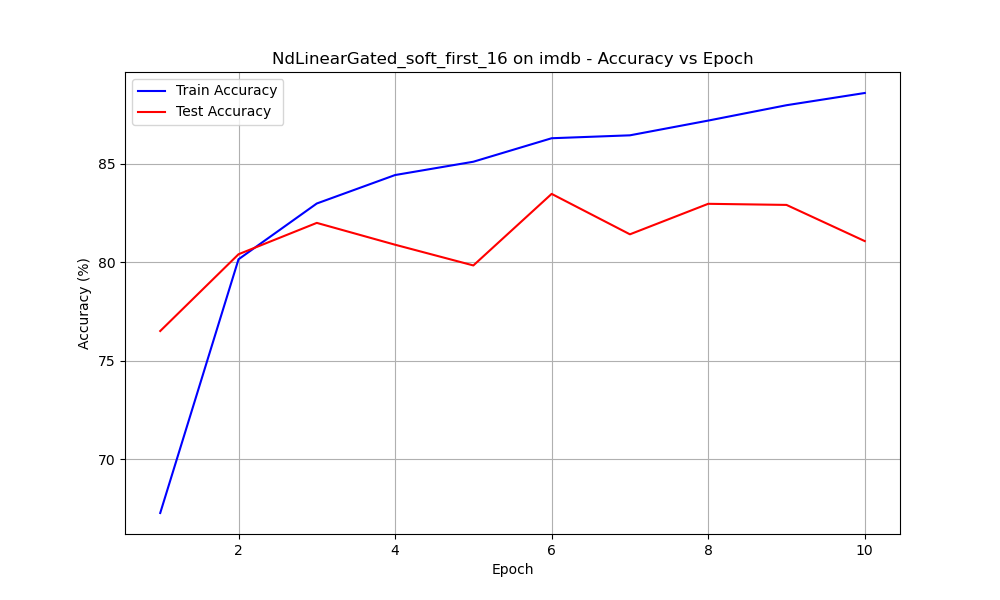 NdLinearGated_soft_first_16 on imdb - Accuracy vs Epoch
Train Accuracy
Test Accuracy
85
80
75
70
Accuracy (%)
2 4 6 8 10
Epoch